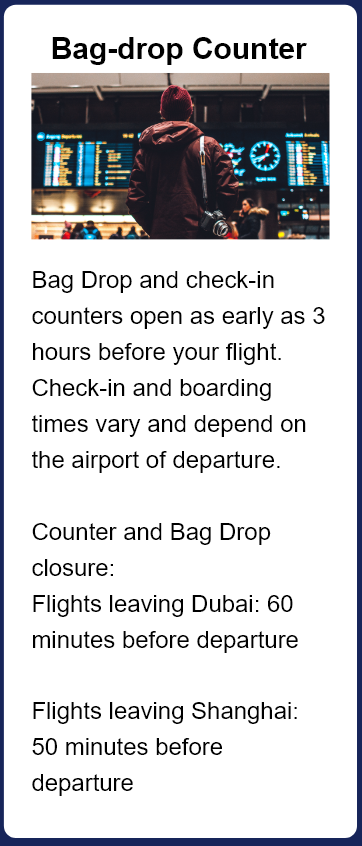 Bag-drop Counter
Bag Drop and check-in
counters open as early as 3
hours before your flight.
Check-in and boarding
times vary and depend on
the airport of departure.
Counter and Bag Drop
closure:
Flights leaving Dubai: 60
minutes before departure
Flights leaving Shanghai:
50 minutes before
departure